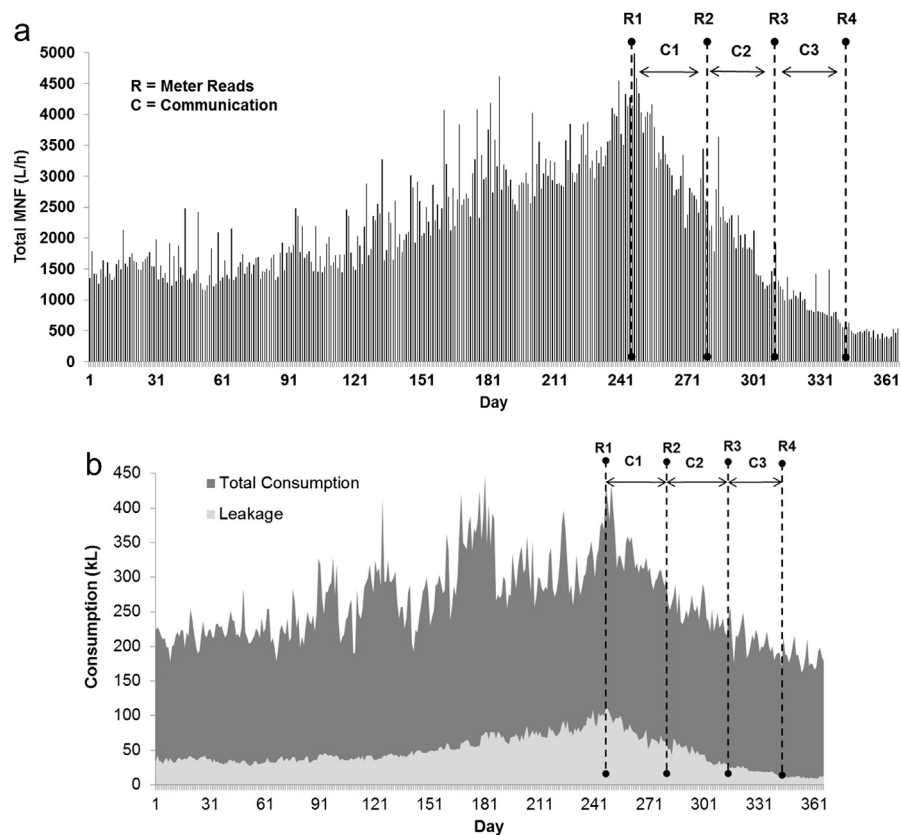 a
R1 R2 R3 R4
C1 C2 C3
R = Meter Reads
C = Communication
Total MNF (L/h)
5000
4500
4000
3500
3000
2500
2000
1500
1000
500
0
1 31 61 91 121 151 181 211 241 271 301 331 361
Day
b
R1 R2 R3 R4
C1 C2 C3
Total Consumption
Leakage
Consumption (kL)
450
400
350
300
250
200
150
100
50
0
1 31 61 91 121 151 181 211 241 271 301 331 361
Day